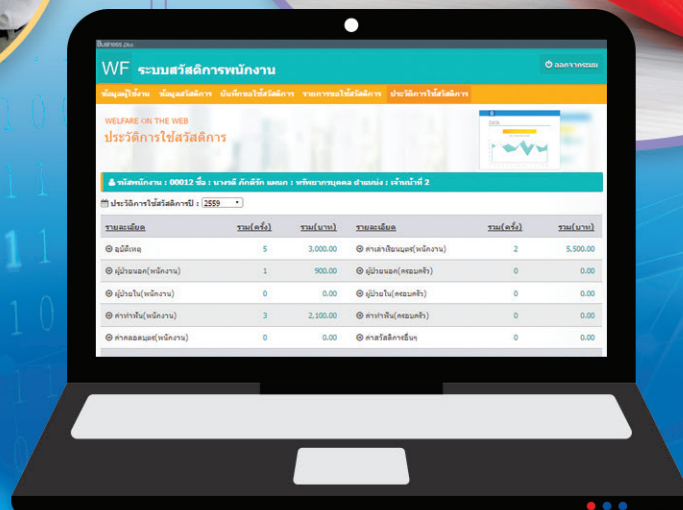 Business Plus
WF ระบบสวัสดิการพนักงาน
ออกจากระบบ
ข้อมูลผู้ใช้งาน ข้อมูลสวัสดิการ บันทึกขอใช้สวัสดิการ รายการขอใช้สวัสดิการ ประวัติการใช้สวัสดิการ
WELFARE ON THE WEB
ประวัติการใช้สวัสดิการ
DATA
รหัสพนักงาน : 00012 ชื่อ : นางรตี ภักดีรัก แผนก : ทรัพยากรบุคคล ตำแหน่ง : เจ้าหน้าที่ 2
ประวัติการใช้สวัสดิการปี : 2559
รายละเอียด รวม(ครั้ง) รวม(บาท) รายละเอียด รวม(ครั้ง) รวม(บาท)
อุบัติเหตุ 5 3,000.00 ค่าเล่าเรียนบุตร(พนักงาน) 2 5,500.00
ผู้ป่วยนอก(พนักงาน) 1 900.00 ผู้ป่วยนอก(ครอบครัว) 0 0.00
ผู้ป่วยใน(พนักงาน) 0 0.00 ผู้ป่วยใน(ครอบครัว) 0 0.00
ค่าทำฟัน(พนักงาน) 3 2,100.00 ค่าทำฟัน(ครอบครัว) 0 0.00
ค่าคลอดบุตร(พนักงาน) 0 0.00 ค่าสวัสดิการอื่นๆ 0 0.00